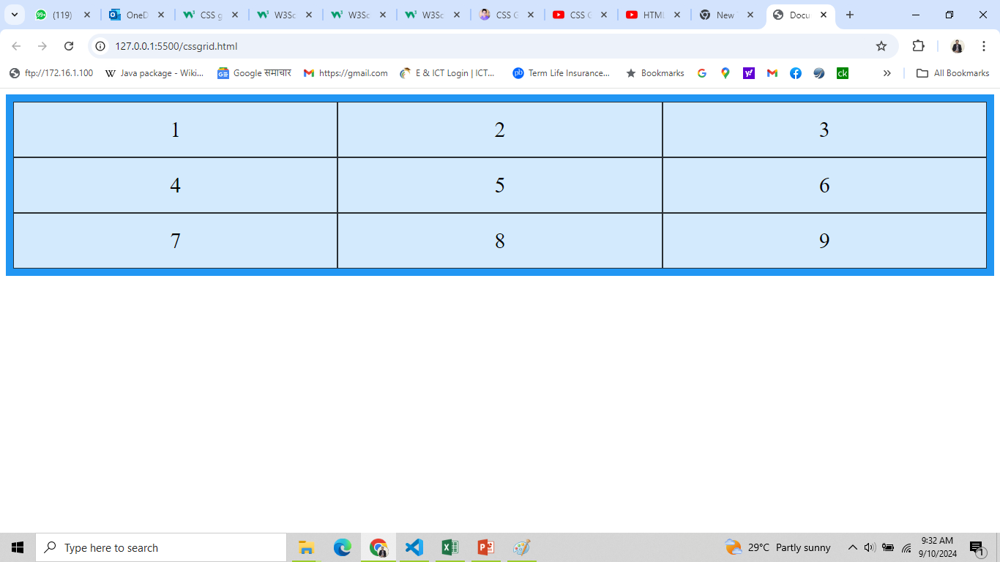 99+ (119) OneD CSS g W3Sc W3Sc W3Sc CSS G CSS G HTML New Docu
127.0.0.1:5500/cssgrid.html
ftp://172.16.1.100 Java package - Wiki... Google समाचार https://gmail.com E & ICT Login | ICT... Term Life Insurance... Bookmarks All Bookmarks
1 2 3
4 5 6
7 8 9
Type here to search 29°C Partly sunny 9:32 AM
9/10/2024 1